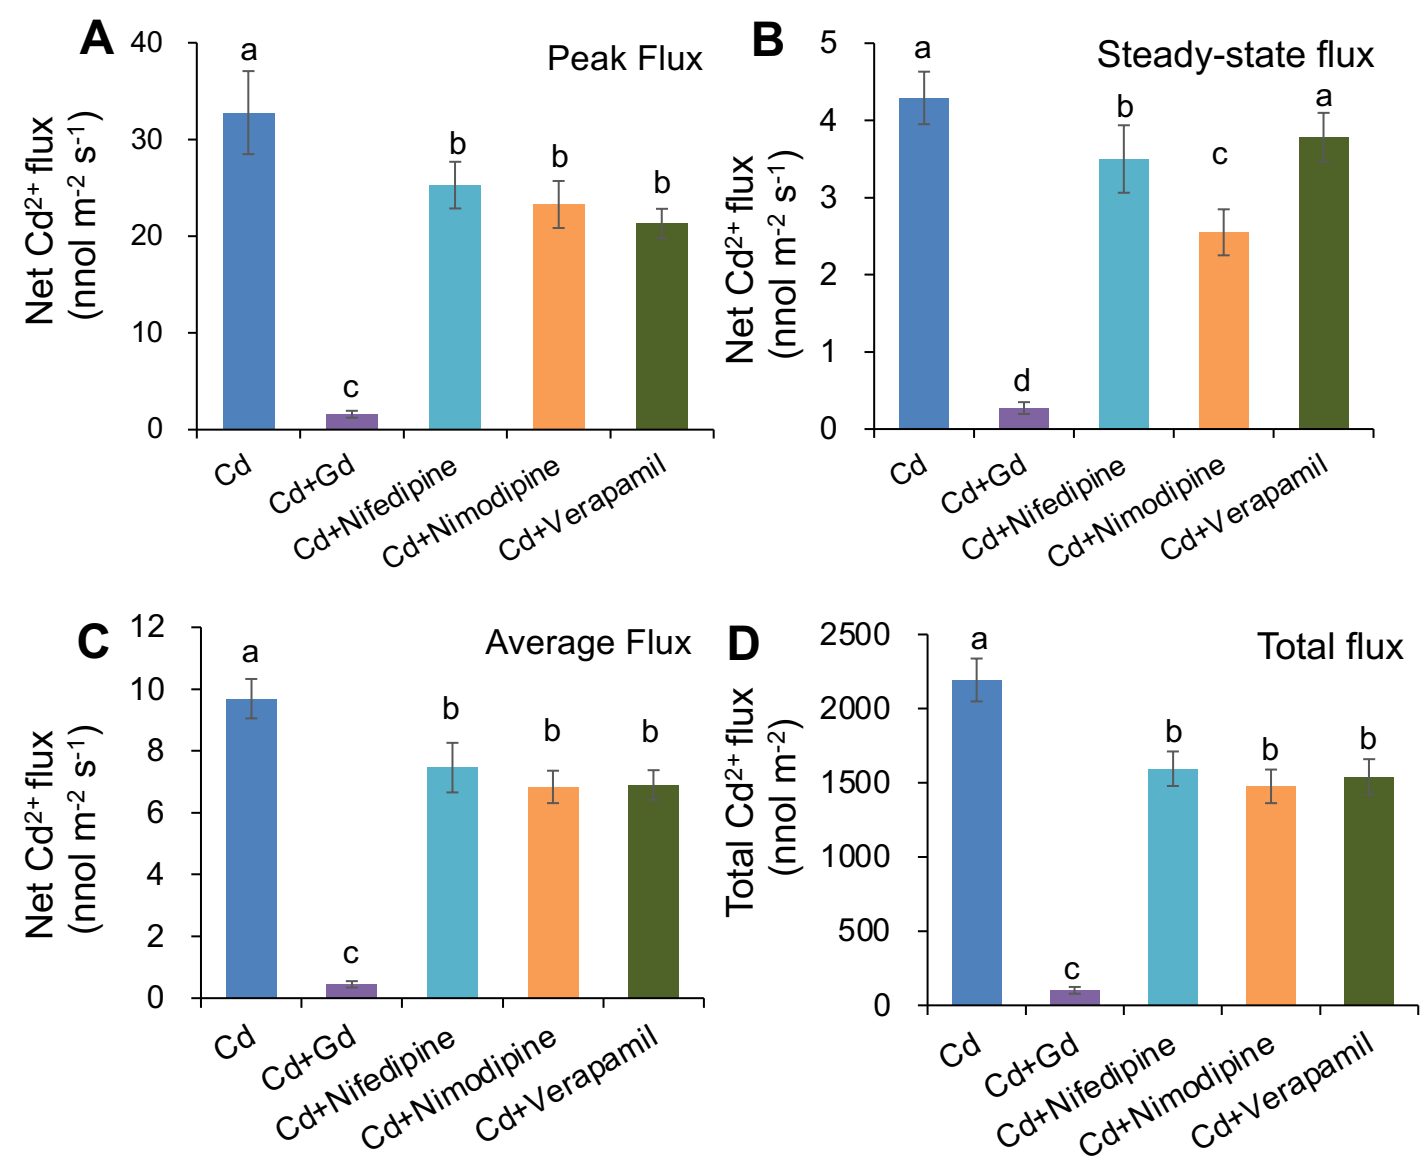 A
Peak Flux
Net Cd²⁺ flux
(nnol m⁻² s⁻¹)
40
30
20
10
0
a
c
b
b
b
Cd
Cd+Gd
Cd+Nifedipine
Cd+Nimodipine
Cd+Verapamil
B
Steady-state flux
Net Cd²⁺ flux
(nnol m⁻² s⁻¹)
5
4
3
2
1
0
a
d
b
c
a
Cd
Cd+Gd
Cd+Nifedipine
Cd+Nimodipine
Cd+Verapamil
C
Average Flux
Net Cd²⁺ flux
(nnol m⁻² s⁻¹)
12
10
8
6
4
2
0
a
c
b
b
b
Cd
Cd+Gd
Cd+Nifedipine
Cd+Nimodipine
Cd+Verapamil
D
Total flux
Total Cd²⁺ flux
(nnol m⁻²)
2500
2000
1500
1000
500
0
a
c
b
b
b
Cd
Cd+Gd
Cd+Nifedipine
Cd+Nimodipine
Cd+Verapamil